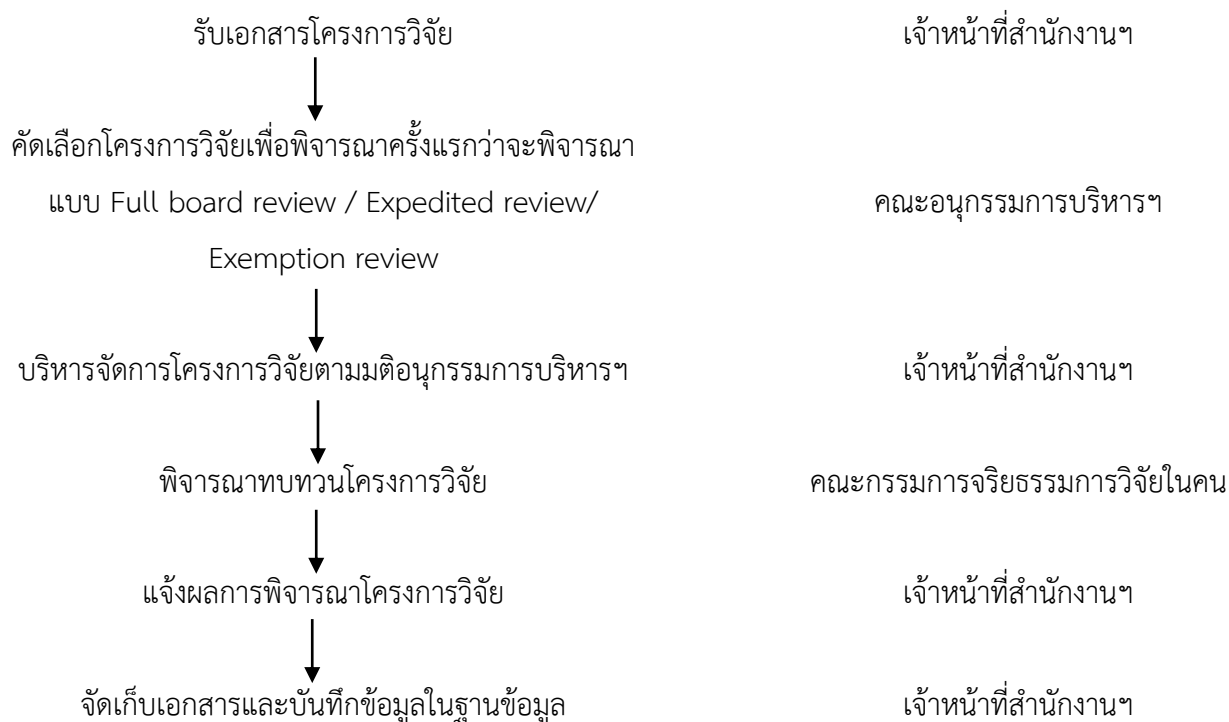 รับเอกสารโครงการวิจัย เจ้าหน้าที่สำนักงานฯ
คัดเลือกโครงการวิจัยเพื่อพิจารณาครั้งแรกว่าจะพิจารณา
แบบ Full board review / Expedited review/ คณะอนุกรรมการบริหารฯ
Exemption review
บริหารจัดการโครงการวิจัยตามมติอนุกรรมการบริหารฯ เจ้าหน้าที่สำนักงานฯ
พิจารณาทบทวนโครงการวิจัย คณะกรรมการจริยธรรมการวิจัยในคน
แจ้งผลการพิจารณาโครงการวิจัย เจ้าหน้าที่สำนักงานฯ
จัดเก็บเอกสารและบันทึกข้อมูลในฐานข้อมูล เจ้าหน้าที่สำนักงานฯ